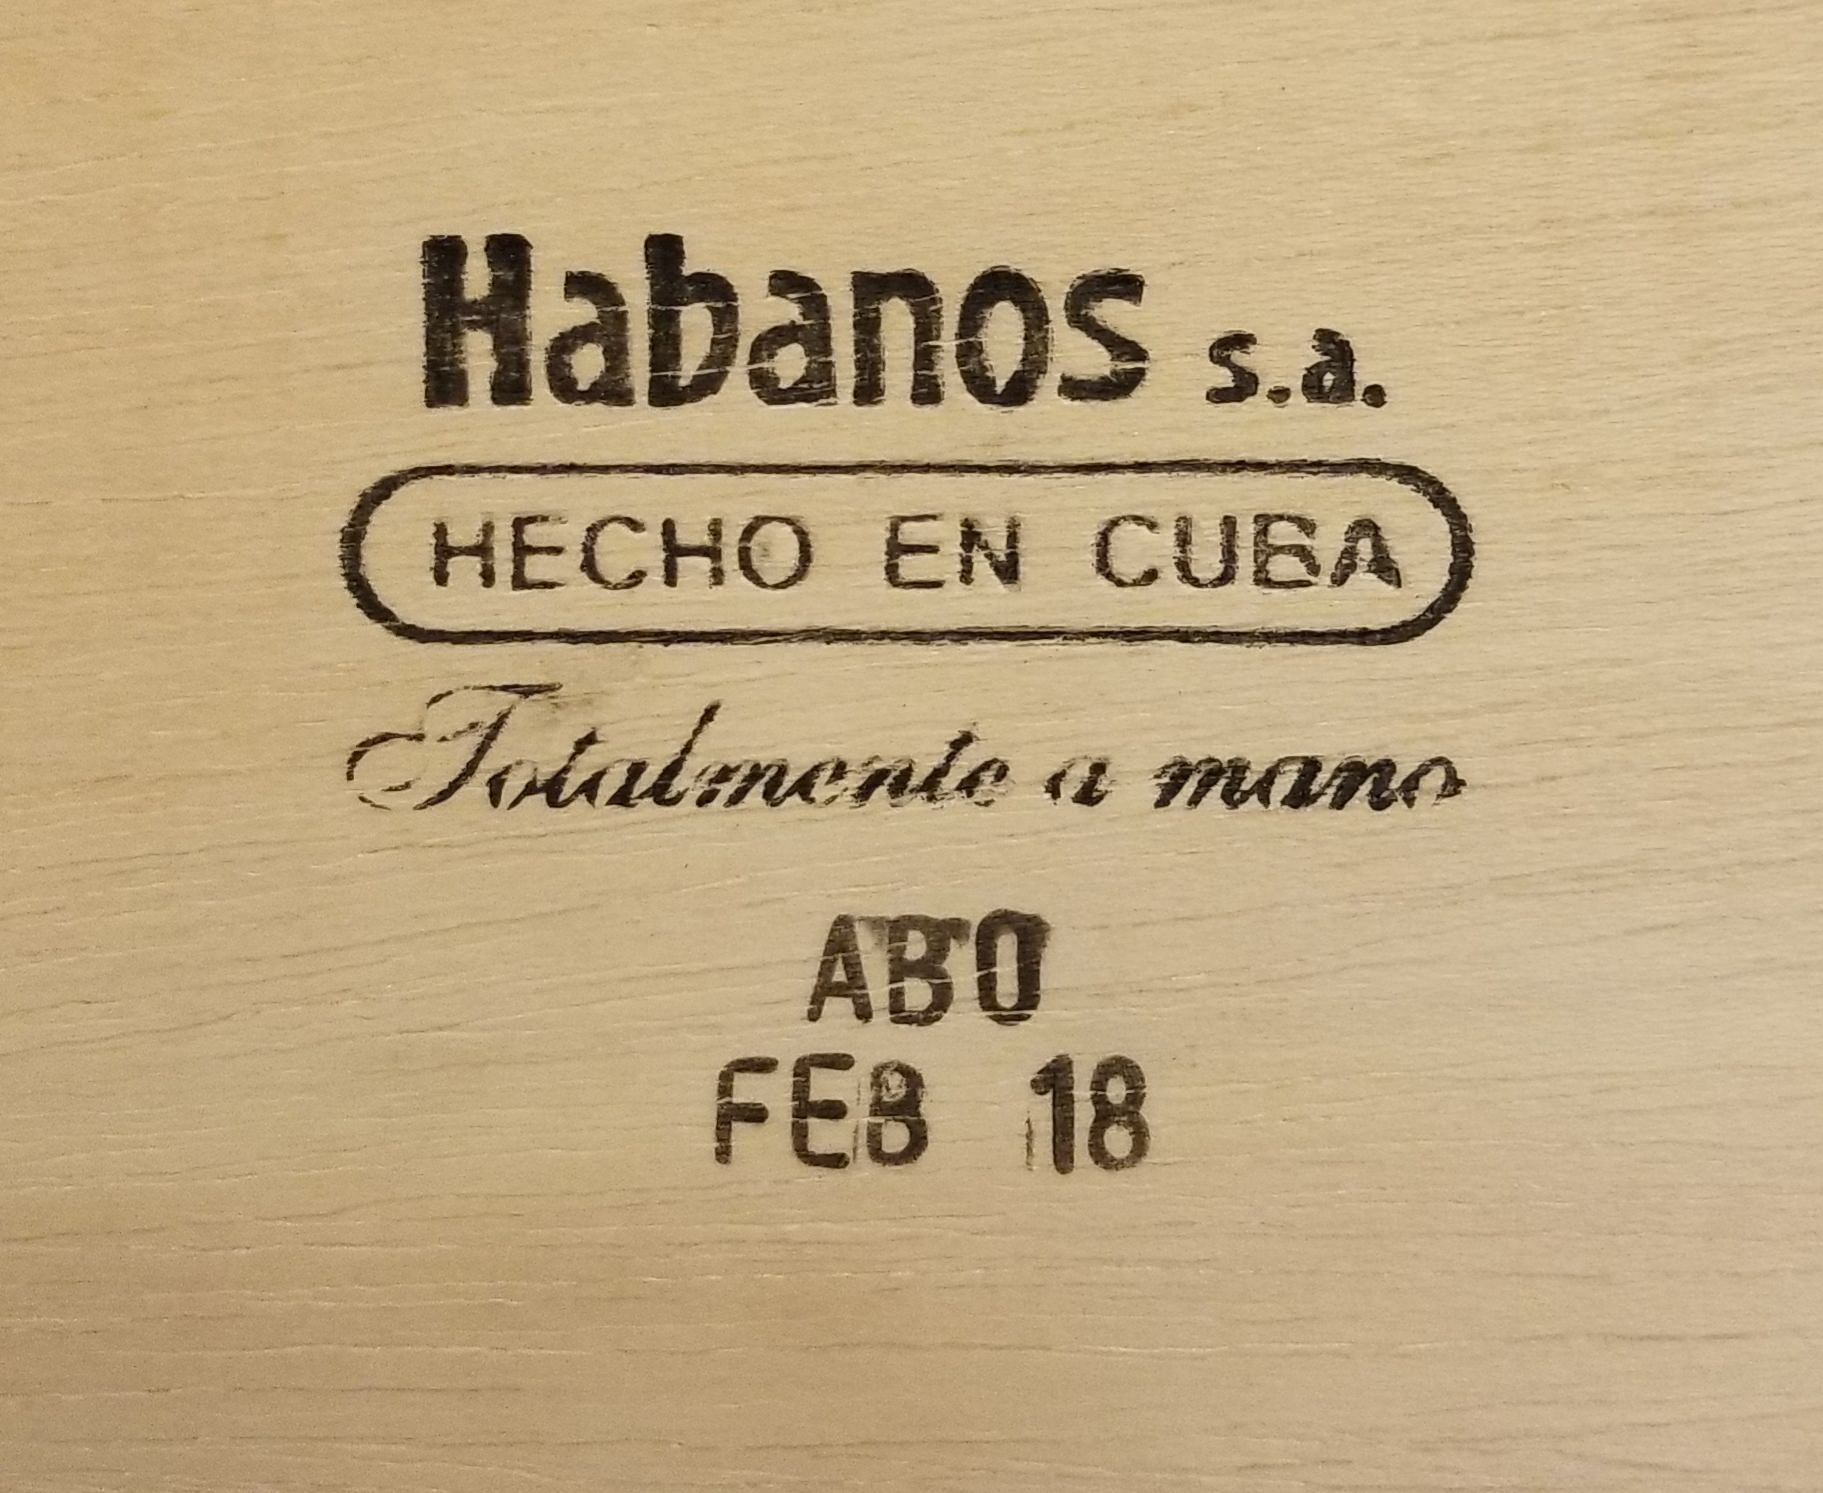 Habanos s.a.
HECHO EN CUBA
Totalmente a mano
ABO
FEB 18